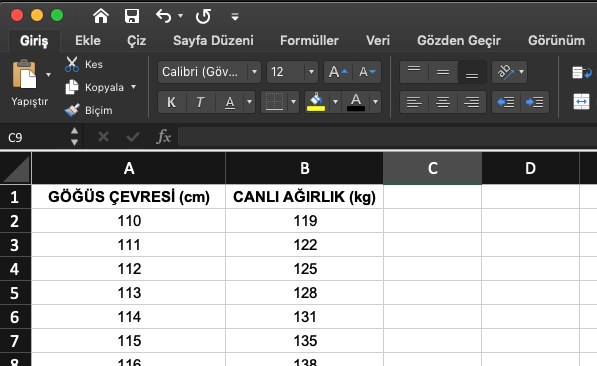 Giriş Ekle Çiz Sayfa Düzeni Formüller Veri Gözden Geçir Görünüm
Yapıştır
Kes
Kopyala
Biçim
Calibri (Göv... 12 A A
K T A A
ab
C9 fx
A B C D
1 GÖĞÜS ÇEVRESİ (cm) CANLI AĞIRLIK (kg)
2 110 119
3 111 122
4 112 125
5 113 128
6 114 131
7 115 135
8 116 138